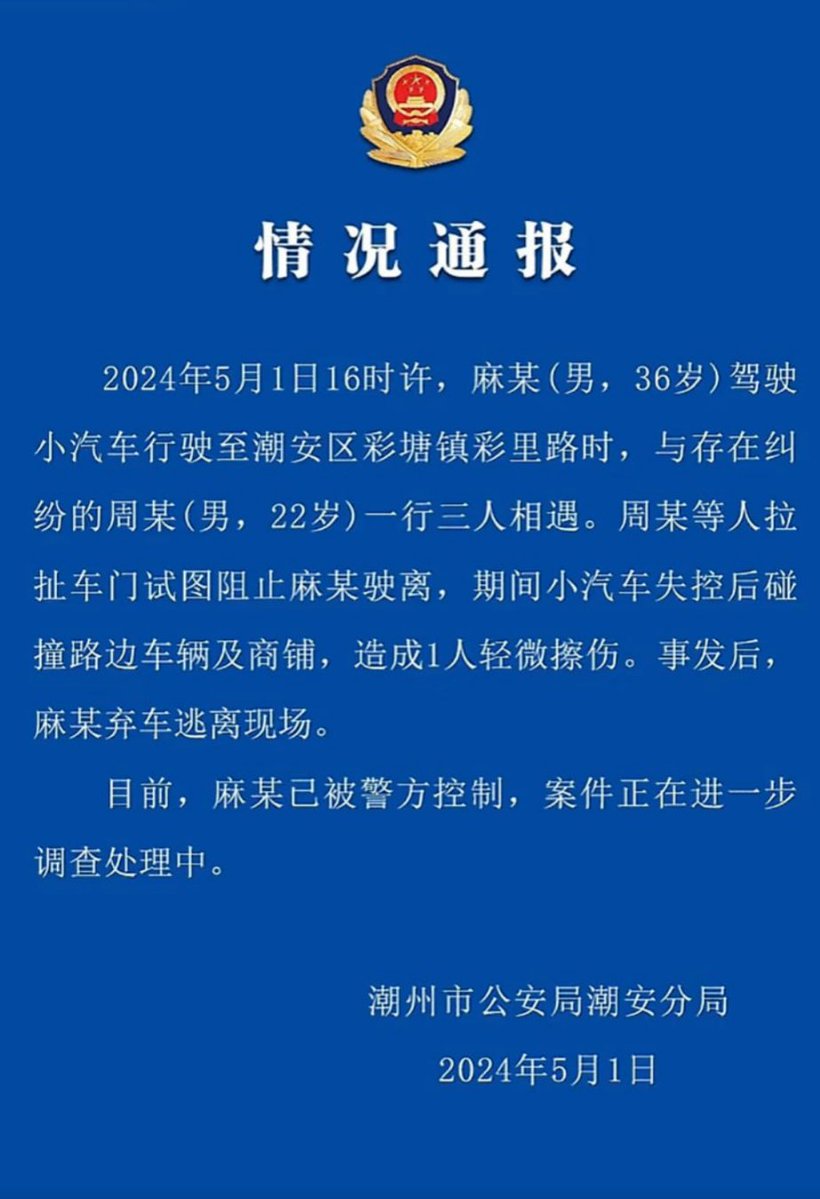 情况通报
2024年5月1日16时许，麻某(男，36岁)驾驶
小汽车行驶至潮安区彩塘镇彩里路时，与存在纠
纷的周某(男，22岁)一行三人相遇。周某等人拉
扯车门试图阻止麻某驶离，期间小汽车失控后碰
撞路边车辆及商铺，造成1人轻微擦伤。事发后，
麻某弃车逃离现场。
目前，麻某已被警方控制，案件正在进一步
调查处理中。
潮州市公安局潮安分局
2024年5月1日